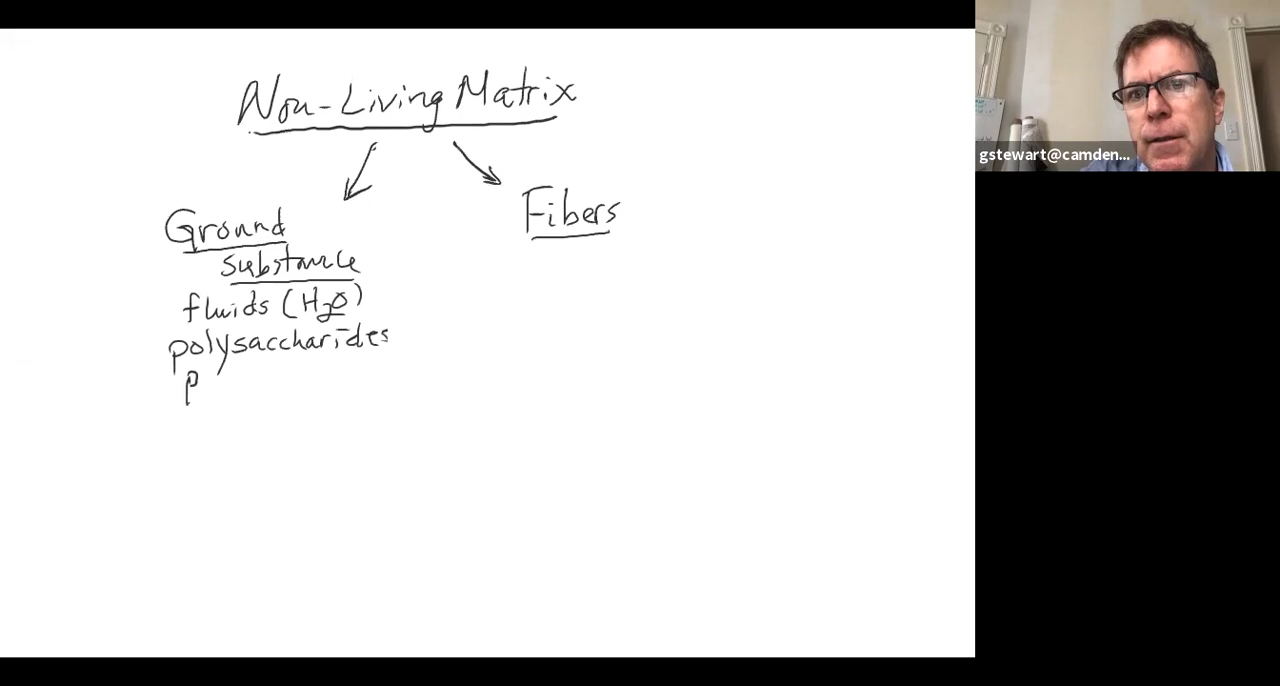 Non-Living Matrix
Ground
substance
fluids (H2O)
polysaccharides
p
Fibers
gstewart@camden...